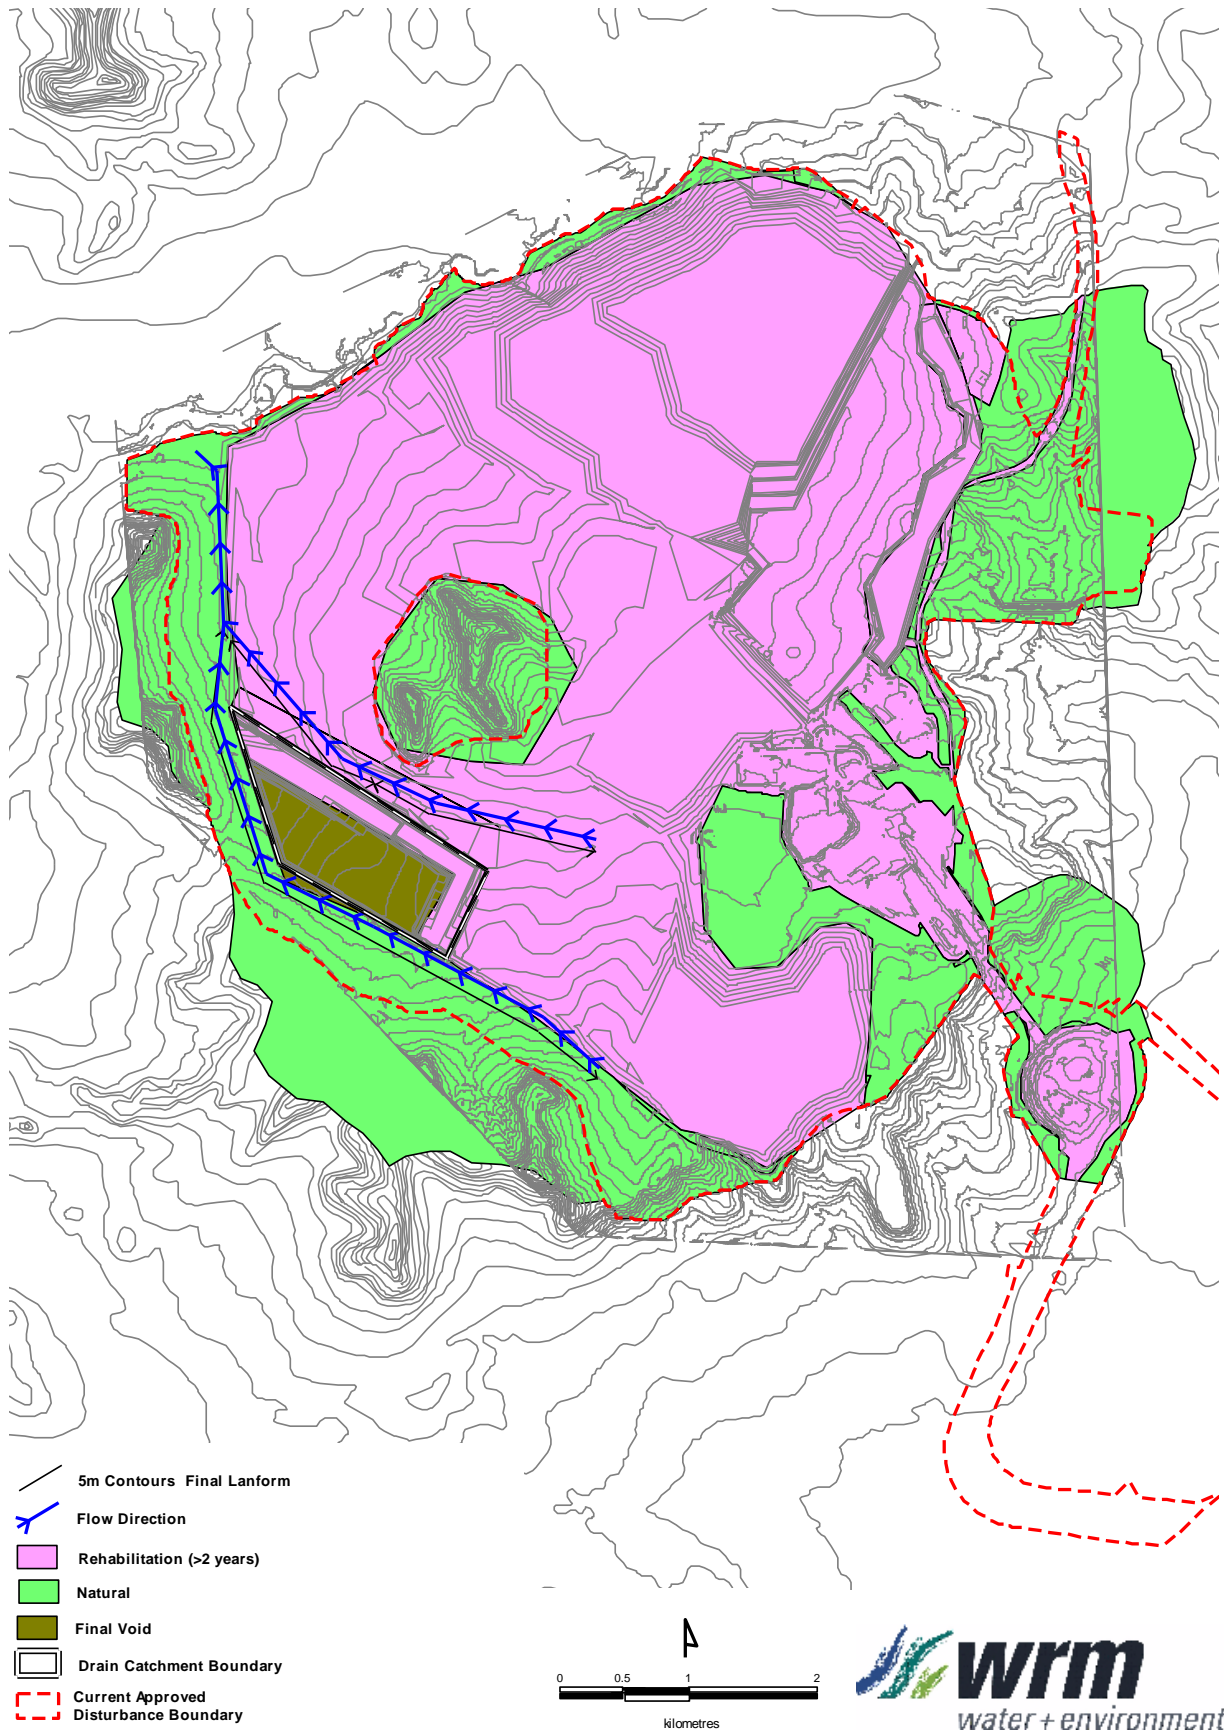 5m Contours Final Lanform
Flow Direction
Rehabilitation (>2 years)
Natural
Final Void
Drain Catchment Boundary
Current Approved
Disturbance Boundary
0 0.5 1 2
kilometres
wrm
water + environment